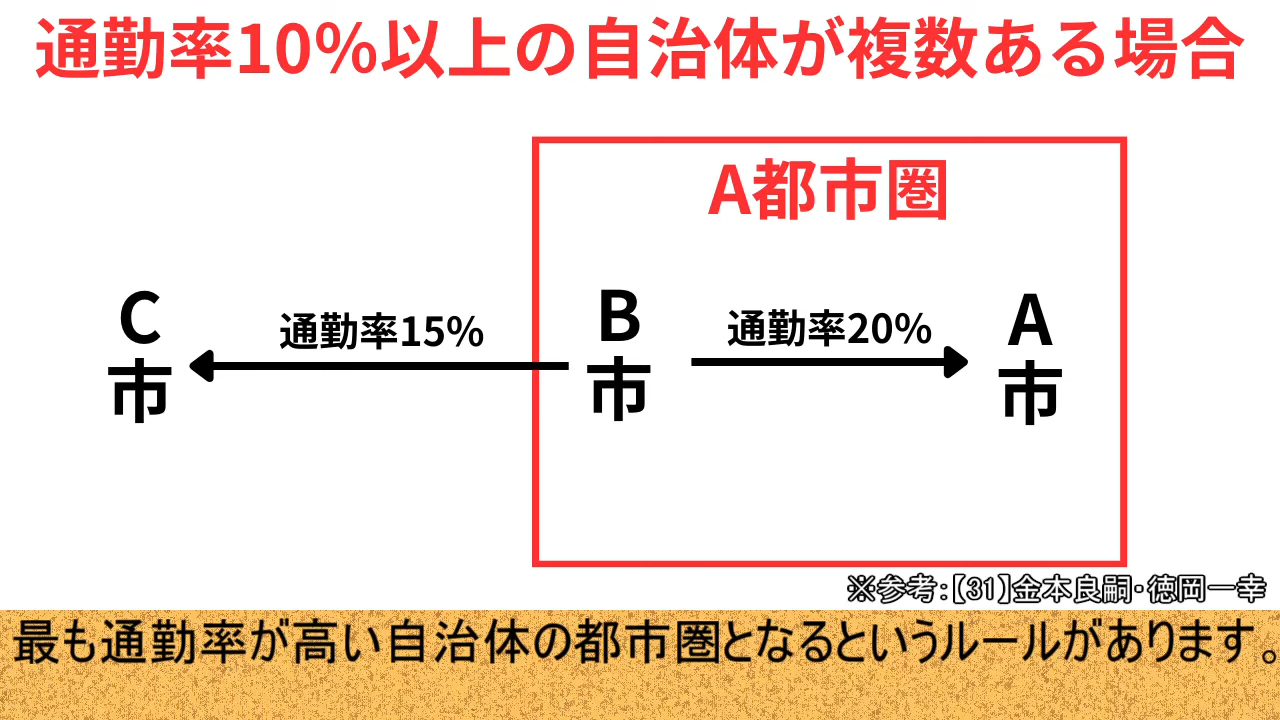 通勤率10%以上の自治体が複数ある場合
A都市圏
C市
通勤率15%
B市
通勤率20%
A市
※参考：【31】金本良嗣・徳岡一幸
最も通勤率が高い自治体の都市圏となるというルールがあります。